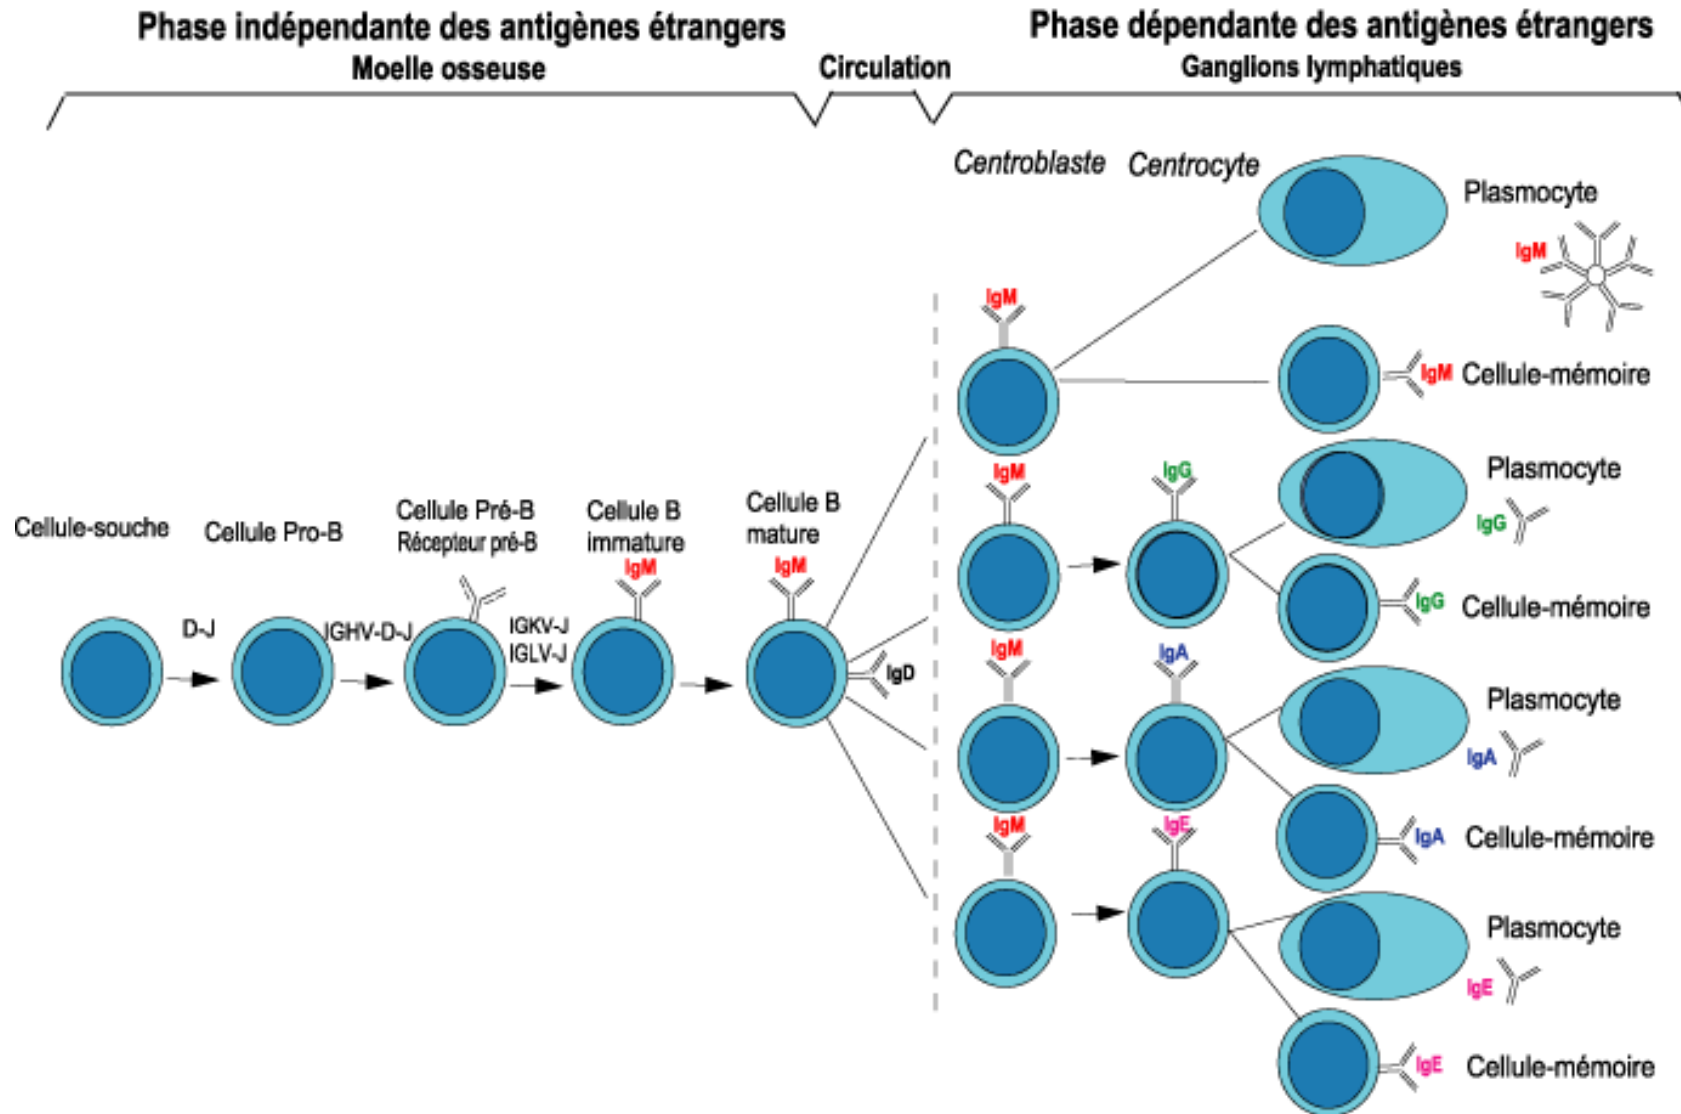 Phase indépendante des antigènes étrangers
Phase dépendante des antigènes étrangers
Moelle osseuse
Circulation
Ganglions lymphatiques
Centroblaste
Centrocyte
Plasmocyte
IgM
IgM
IgM
Cellule-mémoire
IgM
IgG
Plasmocyte
IgG
IgG
Cellule-mémoire
Cellule-souche
Cellule Pro-B
Cellule Pré-B
Récepteur pré-B
Cellule B
immature
IgM
Cellule B
mature
IgM
D-J
IGHV-D-J
IGKV-J
IGLV-J
IgD
IgM
IgA
Plasmocyte
IgA
IgA
Cellule-mémoire
IgM
IgE
Plasmocyte
IgE
IgE
Cellule-mémoire